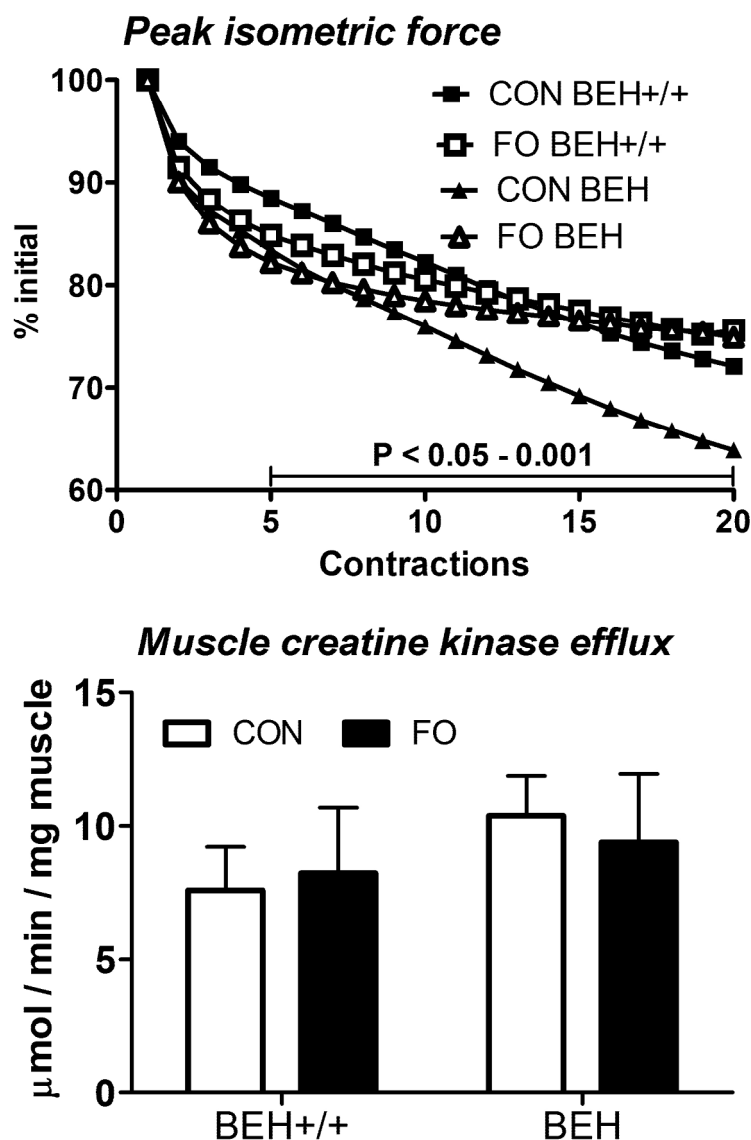 Peak isometric force
100
90
80
70
60
% initial
CON BEH+/+
FO BEH+/+
CON BEH
FO BEH
P < 0.05 - 0.001
0 5 10 15 20
Contractions
Muscle creatine kinase efflux
15
10
5
0
μmol / min / mg muscle
CON FO
BEH+/+ BEH